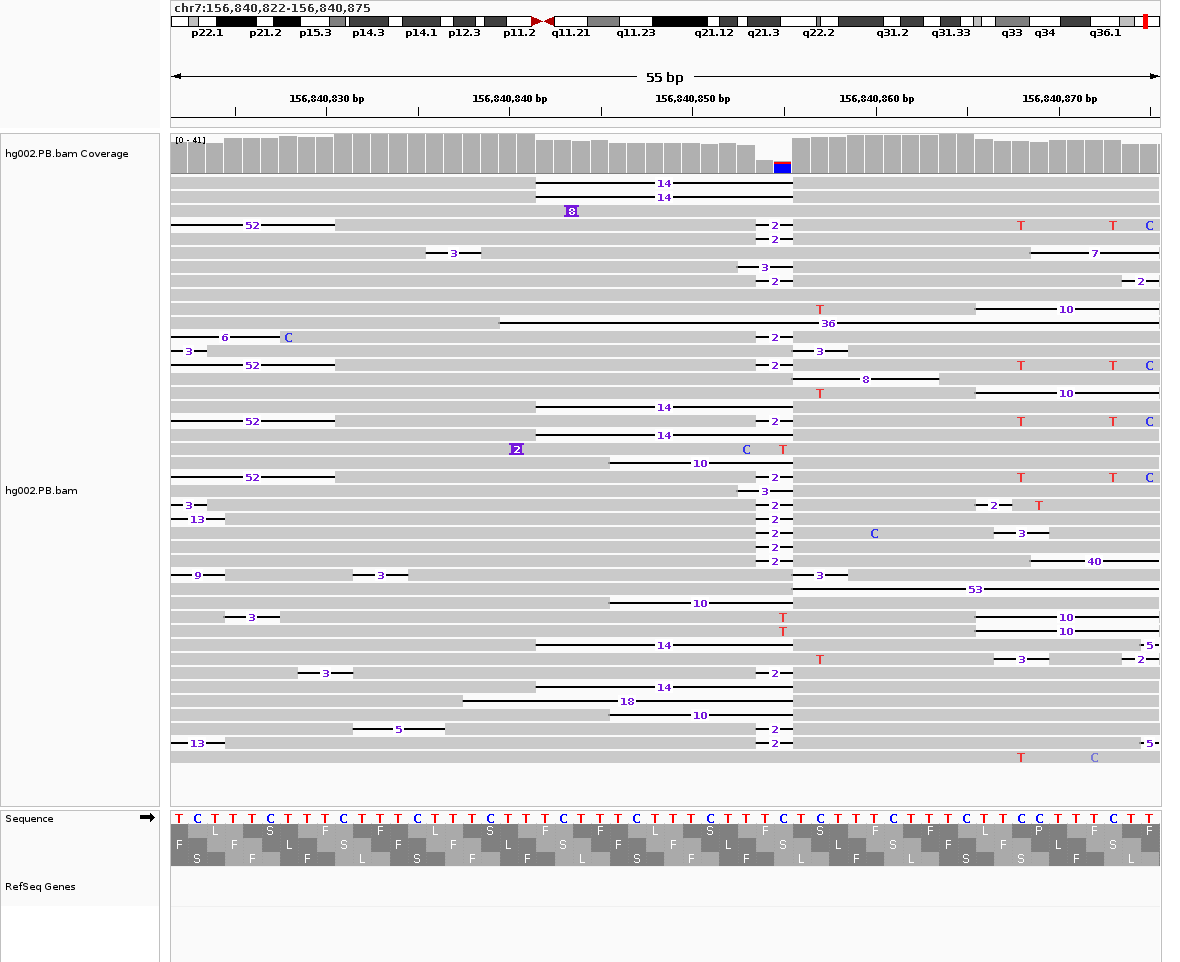 chr7:156,840,822-156,840,875
p22.1 p21.2 p15.3 p14.3 p14.1 p12.3 p11.2 q11.21 q11.23 q21.12 q21.3 q22.2 q31.2 q31.33 q33 q34 q36.1
55 bp
156,840,830 bp 156,840,840 bp 156,840,850 bp 156,840,860 bp 156,840,870 bp
[0 - 41]
hg002.PB.bam Coverage
14
14
8
52 2 T T C
2
3 7
3
2 2
T 10
36
6 C 2
3 3
52 2 T T C
8
T 10
14
52 2 T T C
14
2 C T
10
52 2 T T C
hg002.PB.bam
3
3 2 2 T
13 2
2 C 3
2
2 40
9 3 3
53
10
3 T 10
T 10
14 5
T 3 2
3 2
14
18
10
5 2
13 2 5
T C
Sequence T C T T T C T T T C T T T C T T T C T T T C T T T C T T T C T T T C T C T T T C T T T C T T C C T T T C T T
L S F F L S F F L S F S F F L P F F
F F L S F F L S F F L S L S F F L S
S F F L S F F L S F F L F L S S F L
RefSeq Genes